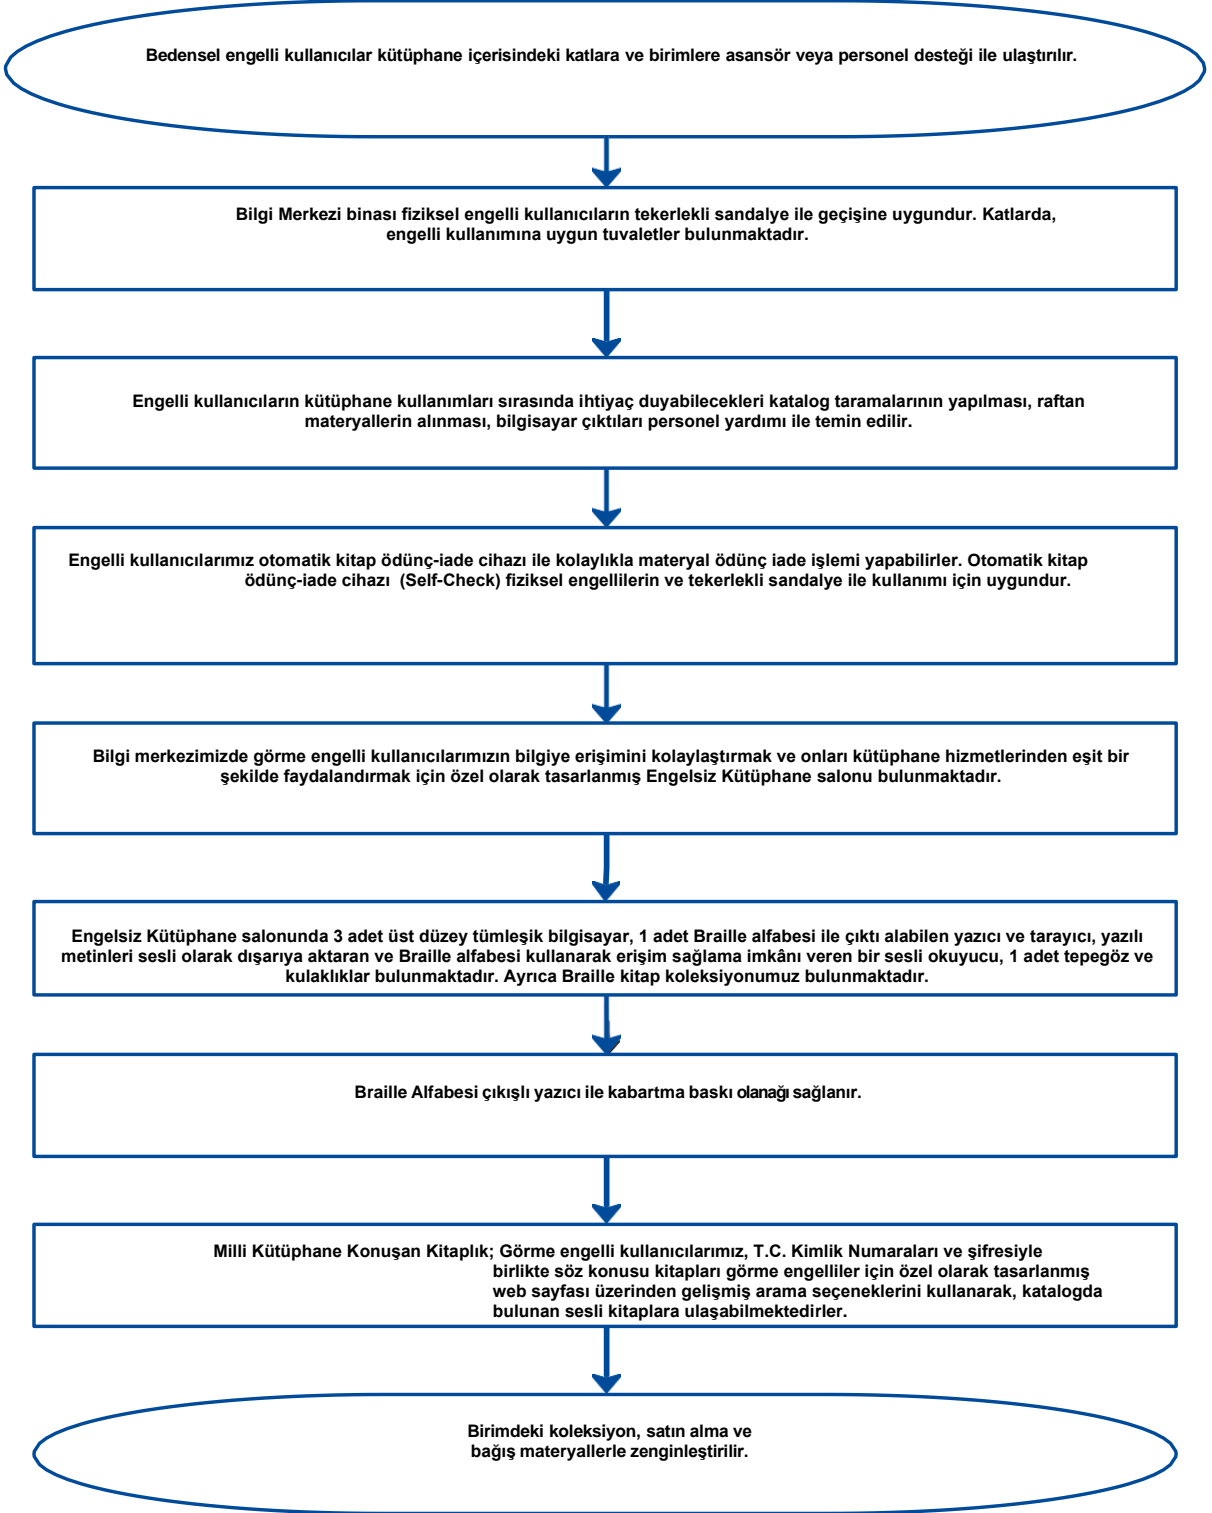 Bedensel engelli kullanıcılar kütüphane içerisindeki katlara ve birimlere asansör veya personel desteği ile ulaştırılır.
Bilgi Merkezi binası fiziksel engelli kullanıcıların tekerlekli sandalye ile geçişine uygundur. Katlarda,
engelli kullanımına uygun tuvaletler bulunmaktadır.
Engelli kullanıcıların kütüphane kullanımları sırasında ihtiyaç duyabilecekleri katalog taramalarının yapılması, raftan
materyallerin alınması, bilgisayar çıktıları personel yardımı ile temin edilir.
Engelli kullanıcılarımız otomatik kitap ödünç-iade cihazı ile kolaylıkla materyal ödünç iade işlemi yapabilirler. Otomatik kitap
ödünç-iade cihazı (Self-Check) fiziksel engellilerin ve tekerlekli sandalye ile kullanımı için uygundur.
Bilgi merkezimizde görme engelli kullanıcılarımızın bilgiye erişimini kolaylaştırmak ve onları kütüphane hizmetlerinden eşit bir
şekilde faydalandırmak için özel olarak tasarlanmış Engelsiz Kütüphane salonu bulunmaktadır.
Engelsiz Kütüphane salonunda 3 adet üst düzey tümleşik bilgisayar, 1 adet Braille alfabesi ile çıktı alabilen yazıcı ve tarayıcı, yazılı
metinleri sesli olarak dışarıya aktaran ve Braille alfabesi kullanarak erişim sağlama imkânı veren bir sesli okuyucu, 1 adet tepegöz ve
kulaklıklar bulunmaktadır. Ayrıca Braille kitap koleksiyonumuz bulunmaktadır.
Braille Alfabesi çıkışlı yazıcı ile kabartma baskı olanağı sağlanır.
Milli Kütüphane Konuşan Kitaplık; Görme engelli kullanıcılarımız, T.C. Kimlik Numaraları ve şifresiyle
birlikte söz konusu kitapları görme engelliler için özel olarak tasarlanmış
web sayfası üzerinden gelişmiş arama seçeneklerini kullanarak, katalogda
bulunan sesli kitaplara ulaşabilmektedirler.
Birimdeki koleksiyon, satın alma ve
bağış materyallerle zenginleştirilir.